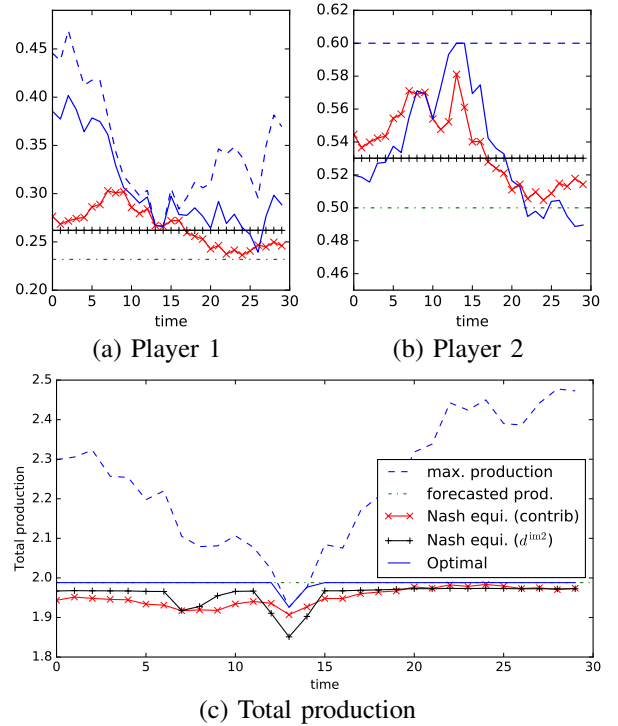 0.45
0.40
0.35
0.30
0.25
0.20
0 5 10 15 20 25 30
time
(a) Player 1
0.60
0.58
0.56
0.54
0.52
0.50
0.48
0.46
0 5 10 15 20 25 30
time
(b) Player 2
2.5
2.4
2.3
2.2
2.1
2.0
1.9
1.8
Total production
0 5 10 15 20 25 30
time
max. production
forecasted prod.
Nash equi. (contrib)
Nash equi. (d^im2)
Optimal
(c) Total production